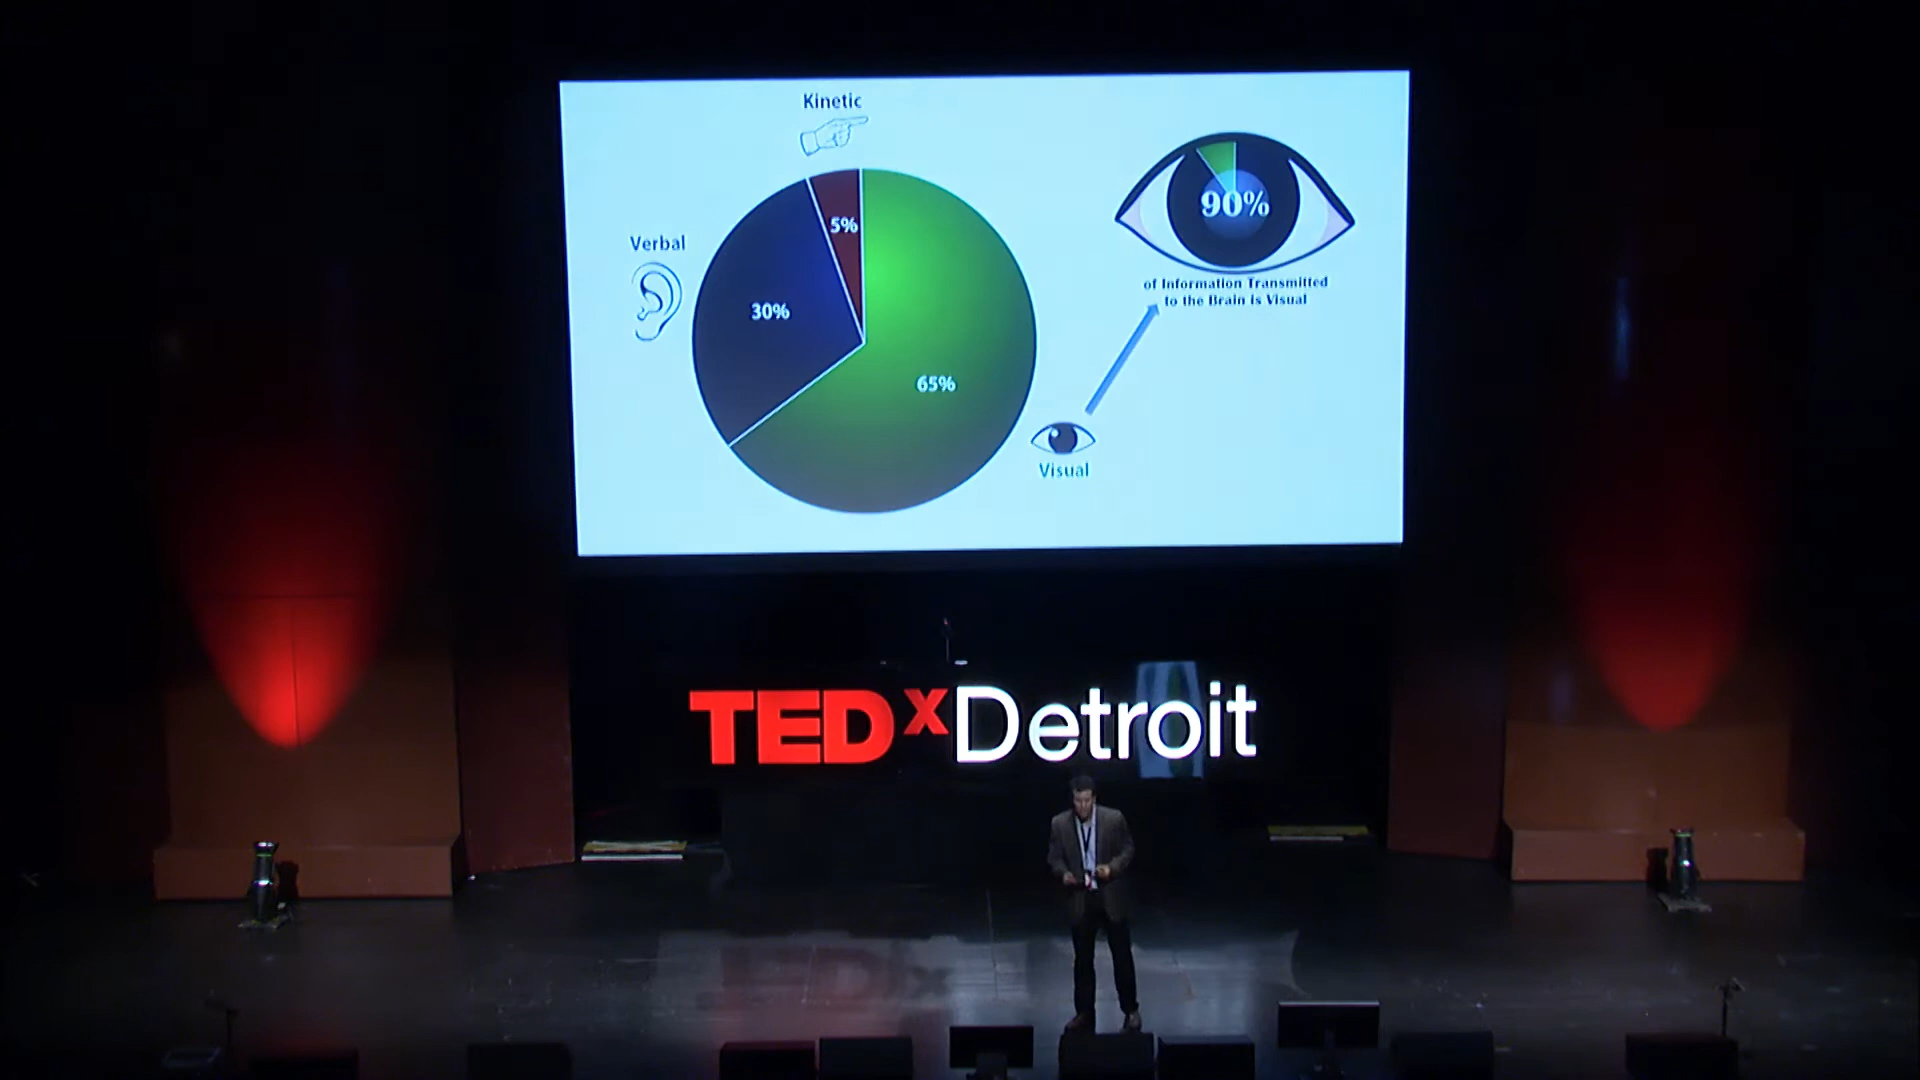 Kinetic
5%
Verbal
30%
65%
Visual
90%
of Information Transmitted
to the Brain is Visual
TEDxDetroit